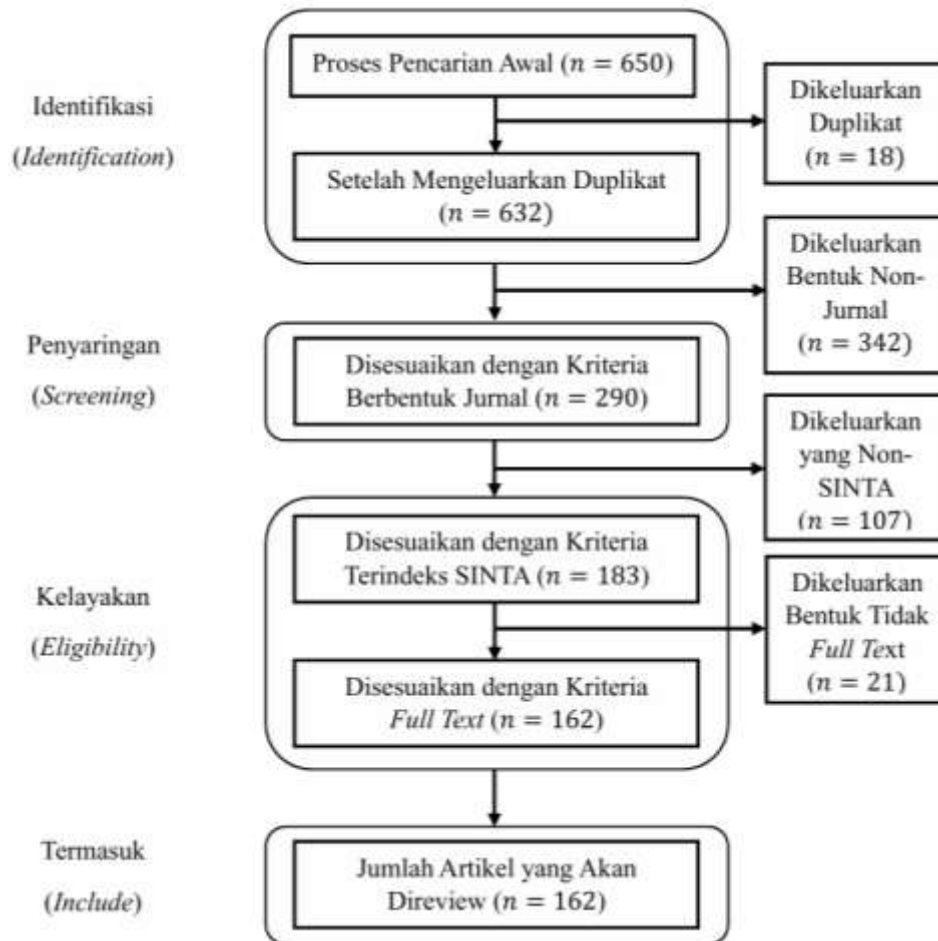 Proses Pencarian Awal (n = 650)
Identifikasi
(Identification)
Dikeluarkan
Duplikat
(n = 18)
Setelah Mengeluarkan Duplikat
(n = 632)
Dikeluarkan
Bentuk Non-
Jurnal
(n = 342)
Penyaringan
(Screening)
Disesuaikan dengan Kriteria
Berbentuk Jurnal (n = 290)
Dikeluarkan
yang Non-
SINTA
(n = 107)
Kelayakan
(Eligibility)
Disesuaikan dengan Kriteria
Terindeks SINTA (n = 183)
Dikeluarkan
Bentuk Tidak
Full Text
(n = 21)
Disesuaikan dengan Kriteria
Full Text (n = 162)
Termasuk
(Include)
Jumlah Artikel yang Akan
Direview (n = 162)